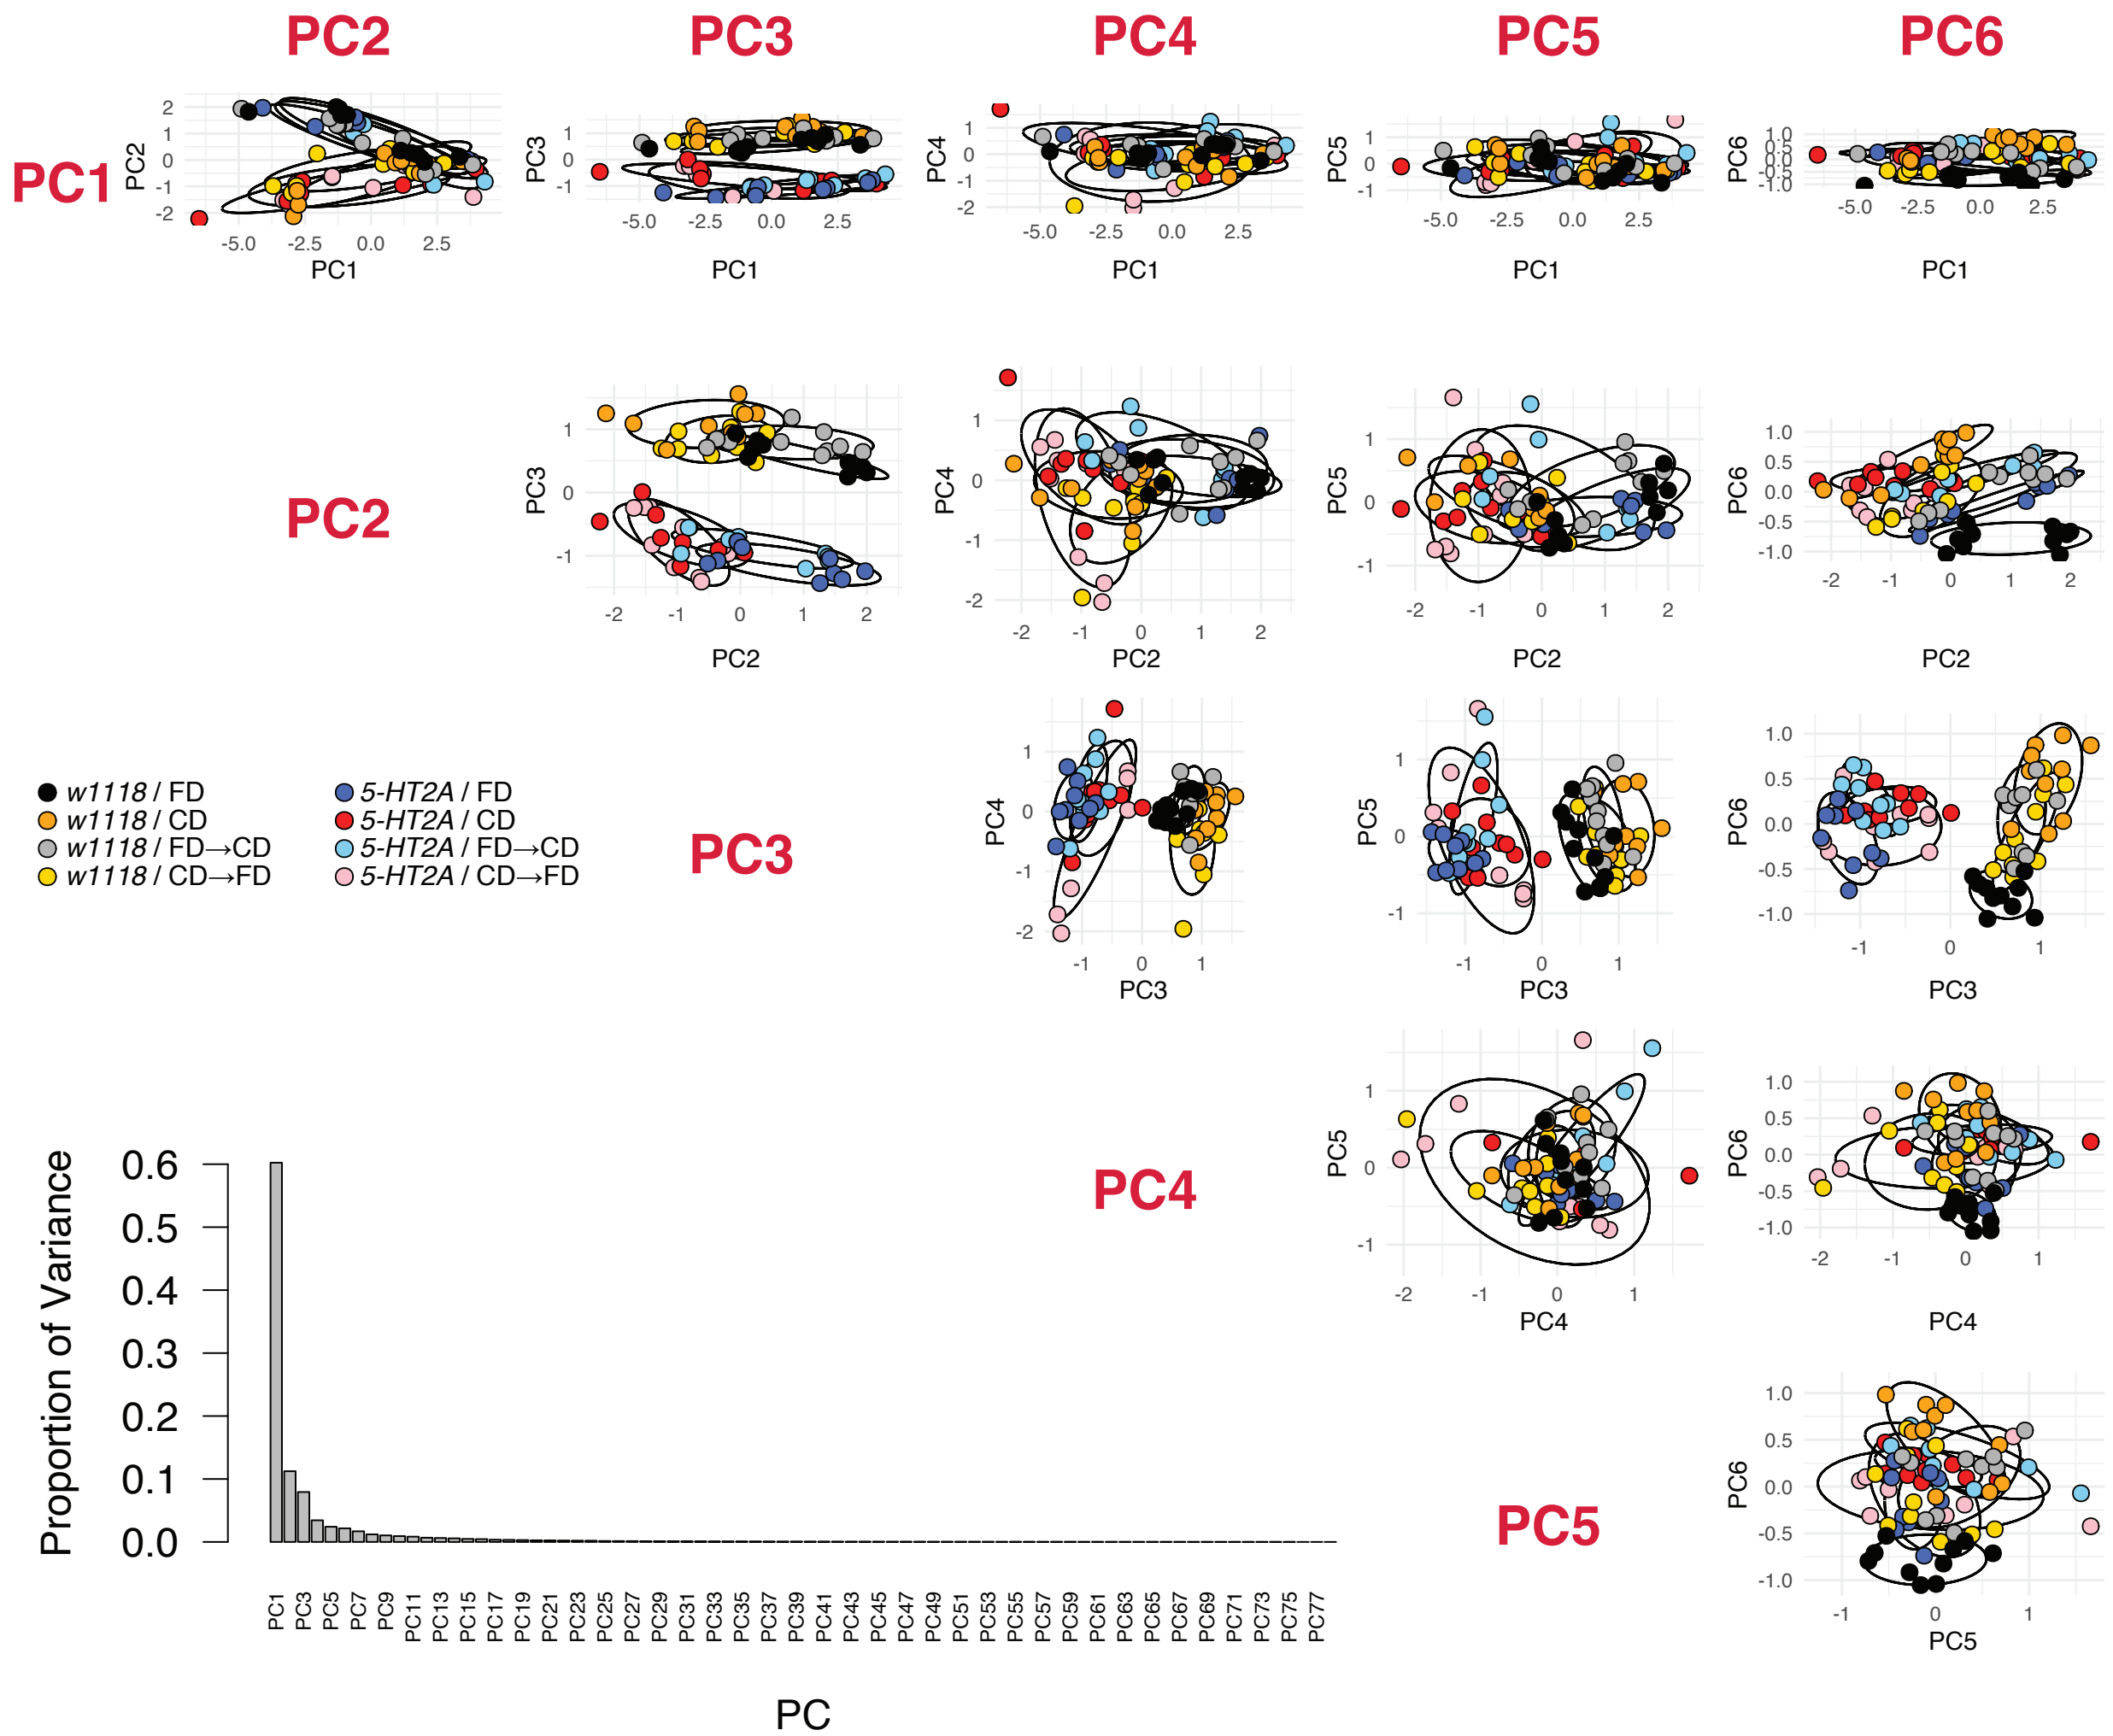 PC2 PC3 PC4 PC5 PC6
PC1
PC2
2
1
0
-1
-2
-5.0 -2.5 0.0 2.5
PC1
PC3
1
0
-1
-5.0 -2.5 0.0 2.5
PC1
PC4
1
0
-1
-2
-5.0 -2.5 0.0 2.5
PC1
PC5
1
0
-1
-5.0 -2.5 0.0 2.5
PC1
PC6
1.0
0.5
0.0
-0.5
-1.0
-5.0 -2.5 0.0 2.5
PC1
PC2
PC3
1
0
-1
-2 -1 0 1 2
PC2
PC4
1
0
-1
-2
-2 -1 0 1 2
PC2
PC5
1
0
-1
-2 -1 0 1 2
PC2
PC6
1.0
0.5
0.0
-0.5
-1.0
-2 -1 0 1 2
PC2
w1118 / FD
w1118 / CD
w1118 / FD→CD
w1118 / CD→FD
5-HT2A / FD
5-HT2A / CD
5-HT2A / FD→CD
5-HT2A / CD→FD
PC3
PC4
1
0
-1
-2
-1 0 1
PC3
PC5
1
0
-1
-1 0 1
PC3
PC6
1.0
0.5
0.0
-0.5
-1.0
-1 0 1
PC3
PC4
PC5
1
0
-1
-2 -1 0 1
PC4
PC6
1.0
0.5
0.0
-0.5
-1.0
-2 -1 0 1
PC4
PC5
PC6
1.0
0.5
0.0
-0.5
-1.0
-1 0 1
PC5
Proportion of Variance
0.6
0.5
0.4
0.3
0.2
0.1
0.0
PC1 PC3 PC5 PC7 PC9 PC11 PC13 PC15 PC17 PC19 PC21 PC23 PC25 PC27 PC29 PC31 PC33 PC35 PC37 PC39 PC41 PC43 PC45 PC47 PC49 PC51 PC53 PC55 PC57 PC59 PC61 PC63 PC65 PC67 PC69 PC71 PC73 PC75 PC77
PC